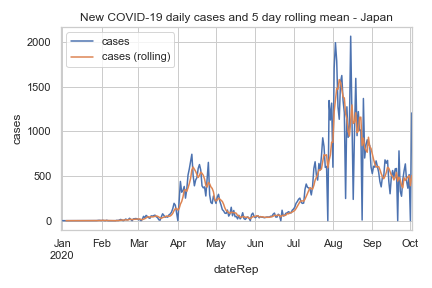 New COVID-19 daily cases and 5 day rolling mean - Japan
cases
cases (rolling)
2000
1500
1000
500
0
cases
Jan Feb Mar Apr May Jun Jul Aug Sep Oct
2020
dateRep